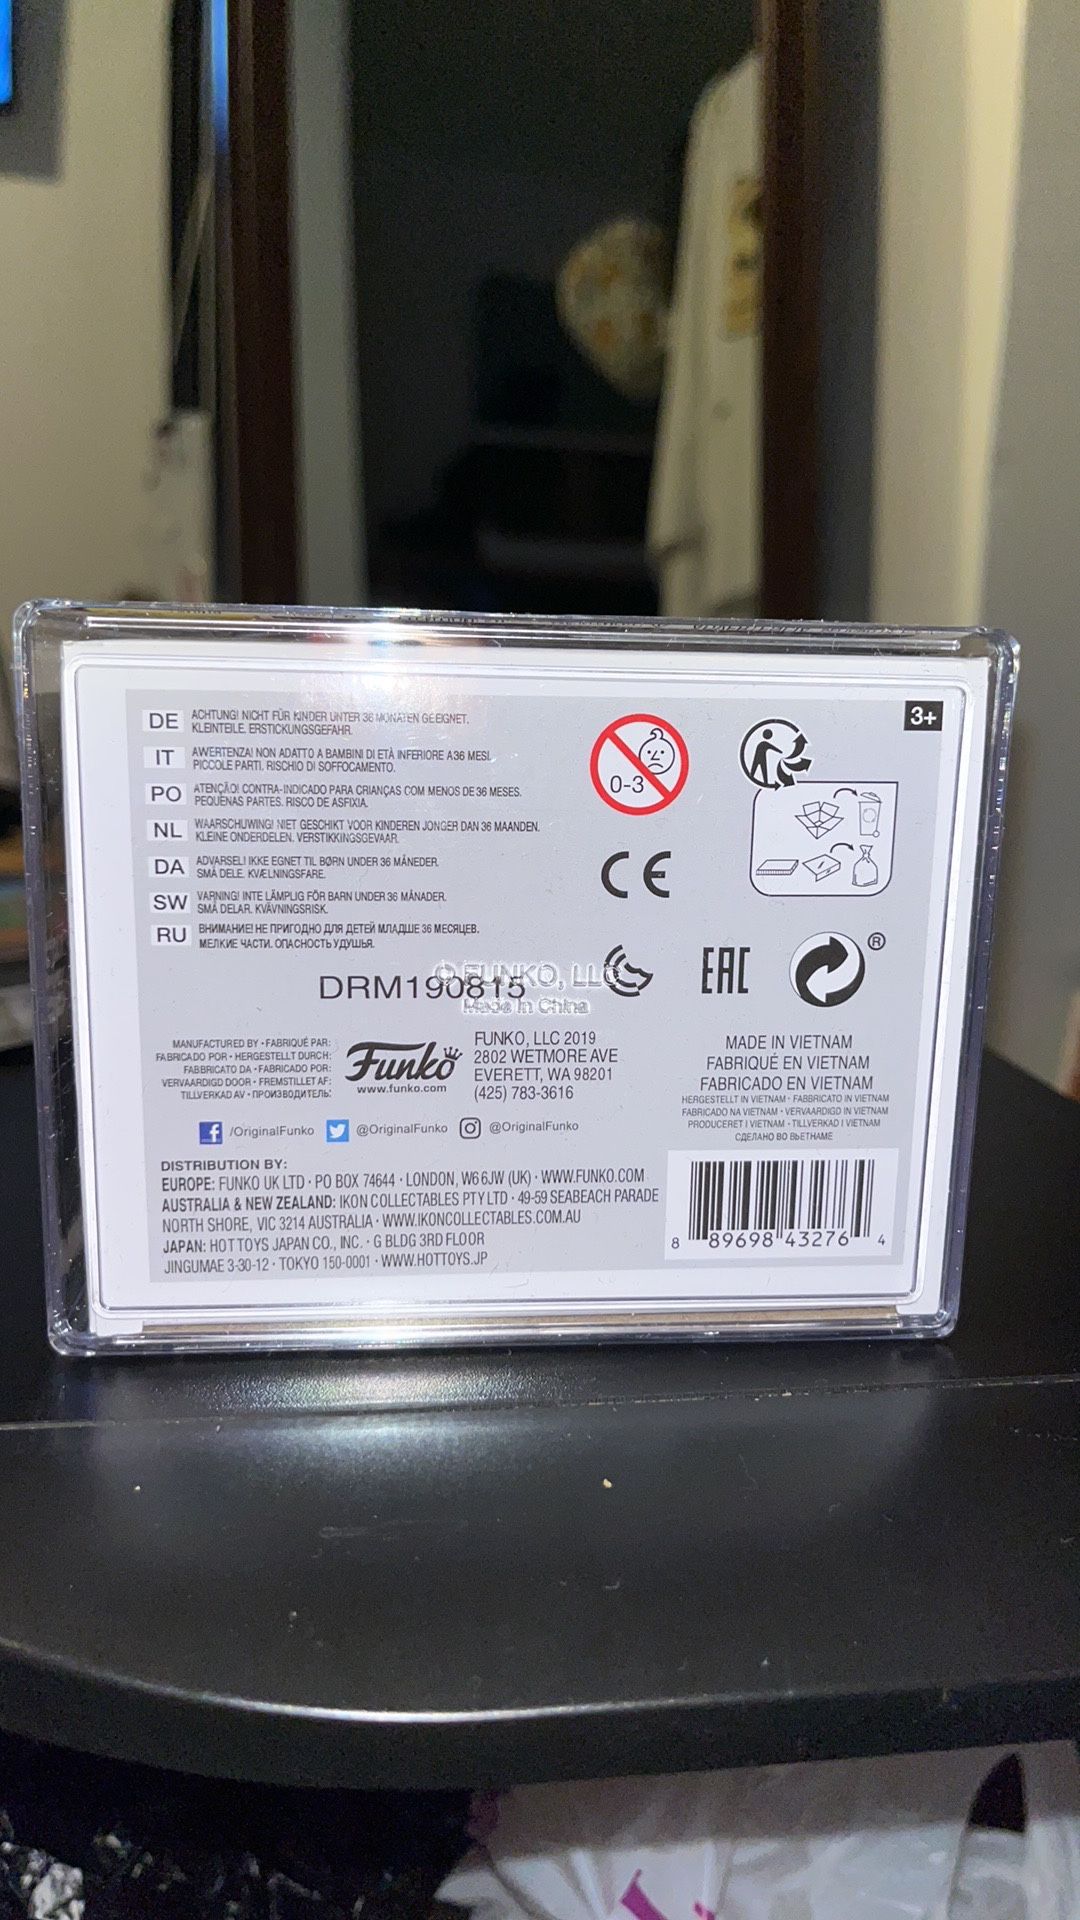 3+
DE ACHTUNG! NICHT FÜR KINDER UNTER 36 MONATEN GEEIGNET.
KLEINTEILE. ERSTICKUNGSGEFAHR.
IT AWERTENZA! NON ADATTO A BAMBINI DI ETÀ INFERIORE A 36 MESI.
PICCOLE PARTI. RISCHIO DI SOFFOCAMENTO.
PO ATENÇÃO! CONTRA-INDICADO PARA CRIANÇAS COM MENOS DE 36 MESES.
PEQUENAS PARTES. RISCO DE ASFIXIA.
NL WAARSCHUWING! NIET GESCHIKT VOOR KINDEREN JONGER DAN 36 MAANDEN.
KLEINE ONDERDELEN. VERSTIKKINGSGEVAAR.
DA ADVARSEL! IKKE EGNET TIL BØRN UNDER 36 MÅNEDER.
SMÅ DELE. KVÆLNINGSFARE.
SW VARNING! INTE LÄMPLIG FÖR BARN UNDER 36 MÅNADER.
SMÅ DELAR. KVÄVNINGSRISK.
RU ВНИМАНИЕ! НЕ ПРИГОДНО ДЛЯ ДЕТЕЙ МЛАДШЕ 36 МЕСЯЦЕВ.
МЕЛКИЕ ЧАСТИ. ОПАСНОСТЬ УДУШЬЯ.
0-3
CE
EAC
®
DRM190815
© FUNKO, LLC
Made In China
MANUFACTURED BY • FABRIQUÉ PAR:
FABRICADO POR • HERGESTELLT DURCH:
FABBRICATO DA • FABRICADO POR:
VERVAARDIGD DOOR • FREMSTILLET AF:
TILLVERKAD AV • ПРОИЗВОДИТЕЛЬ:
Funko
www.funko.com
FUNKO, LLC 2019
2802 WETMORE AVE
EVERETT, WA 98201
(425) 783-3616
MADE IN VIETNAM
FABRIQUÉ EN VIETNAM
FABRICADO EN VIETNAM
HERGESTELLT IN VIETNAM • FABBRICATO IN VIETNAM
FABRICADO NA VIETNAM • VERVAARDIGD IN VIETNAM
PRODUCERET I VIETNAM • TILLVERKAD I VIETNAM
СДЕЛАНО ВО ВЬЕТНАМЕ
/OriginalFunko @OriginalFunko @OriginalFunko
DISTRIBUTION BY:
EUROPE: FUNKO UK LTD • PO BOX 74644 • LONDON, W6 6JW (UK) • WWW.FUNKO.COM
AUSTRALIA & NEW ZEALAND: IKON COLLECTABLES PTY LTD • 49-59 SEABEACH PARADE
NORTH SHORE, VIC 3214 AUSTRALIA • WWW.IKONCOLLECTABLES.COM.AU
JAPAN: HOT TOYS JAPAN CO., INC. • G BLDG 3RD FLOOR
JINGUMAE 3-30-12 • TOKYO 150-0001 • WWW.HOTTOYS.JP
8 89698 43276 4